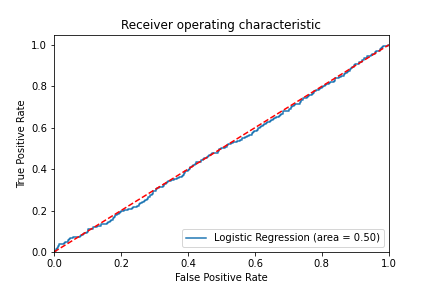 Receiver operating characteristic
1.0
0.8
0.6
0.4
0.2
0.0
True Positive Rate
Logistic Regression (area = 0.50)
0.0 0.2 0.4 0.6 0.8 1.0
False Positive Rate